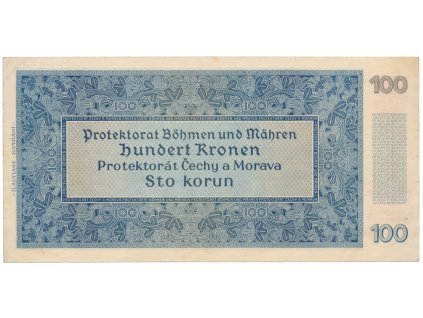 100
Protektorat Böhmen und Mähren
Hundert Kronen
Protektorát Čechy a Morava
Sto korun
100